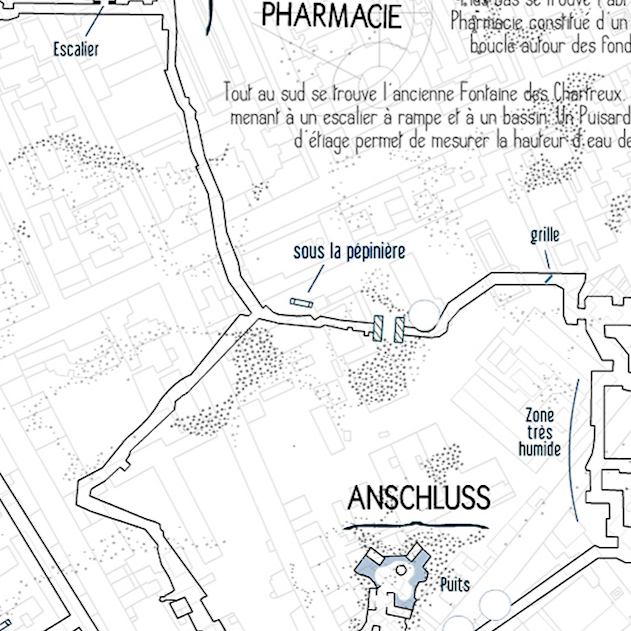 PHARMACIE
Escalier
Pharmacie constitué d'un
boucle autour des fond
Tout au sud se trouve l'ancienne Fontaine des Chartreux
menant à un escalier à rampe et à un bassin. Un Puisard
d'étiage permet de mesurer la hauteur d'eau de
grille
sous la pépinière
Zone
très
humide
ANSCHLUSS
Puits